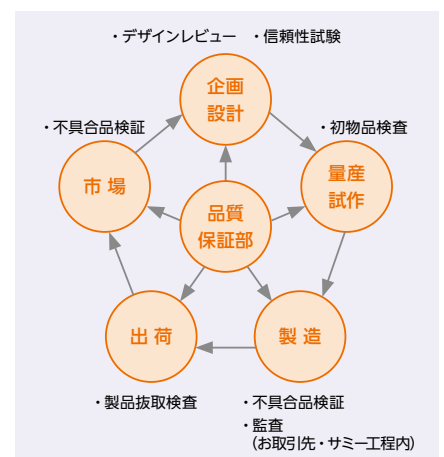 ・デザインレビュー ・信頼性試験
企画
設計
・不具合品検証
・初物品検査
市 場
量産
試作
品質
保証部
出 荷
製 造
・製品抜取検査
・不具合品検証
・監査
（お取引先・サミー工程内）